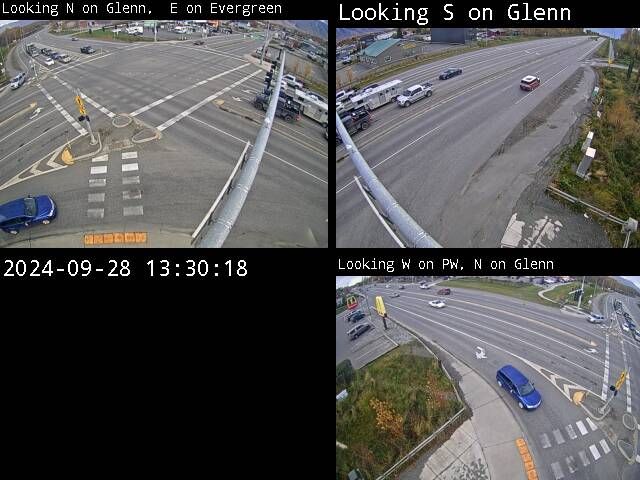 Looking N on Glenn, E on Evergreen
Looking S on Glenn
2024-09-28 13:30:18
Looking W on PW, N on Glenn